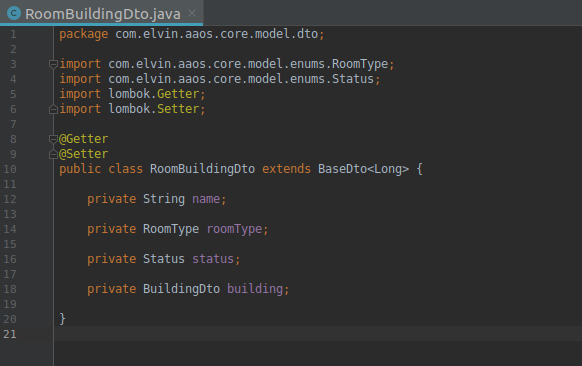 RoomBuildingDto.java
1 package com.elvin.aaos.core.model.dto;
2
3 import com.elvin.aaos.core.model.enums.RoomType;
4 import com.elvin.aaos.core.model.enums.Status;
5 import lombok.Getter;
6 import lombok.Setter;
7
8 @Getter
9 @Setter
10 public class RoomBuildingDto extends BaseDto<Long> {
11
12     private String name;
13
14     private RoomType roomType;
15
16     private Status status;
17
18     private BuildingDto building;
19
20 }
21